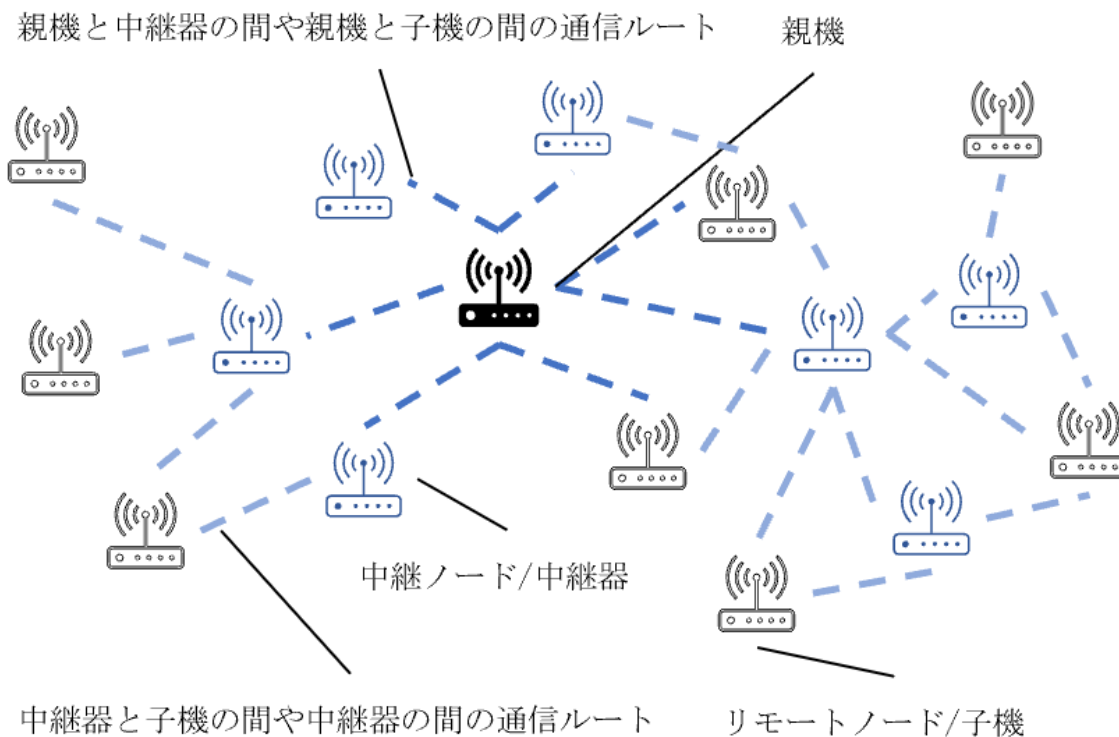 親機と中継器の間や親機と子機の間の通信ルート
親機
中継ノード/中継器
中継器と子機の間や中継器の間の通信ルート
リモートノード/子機